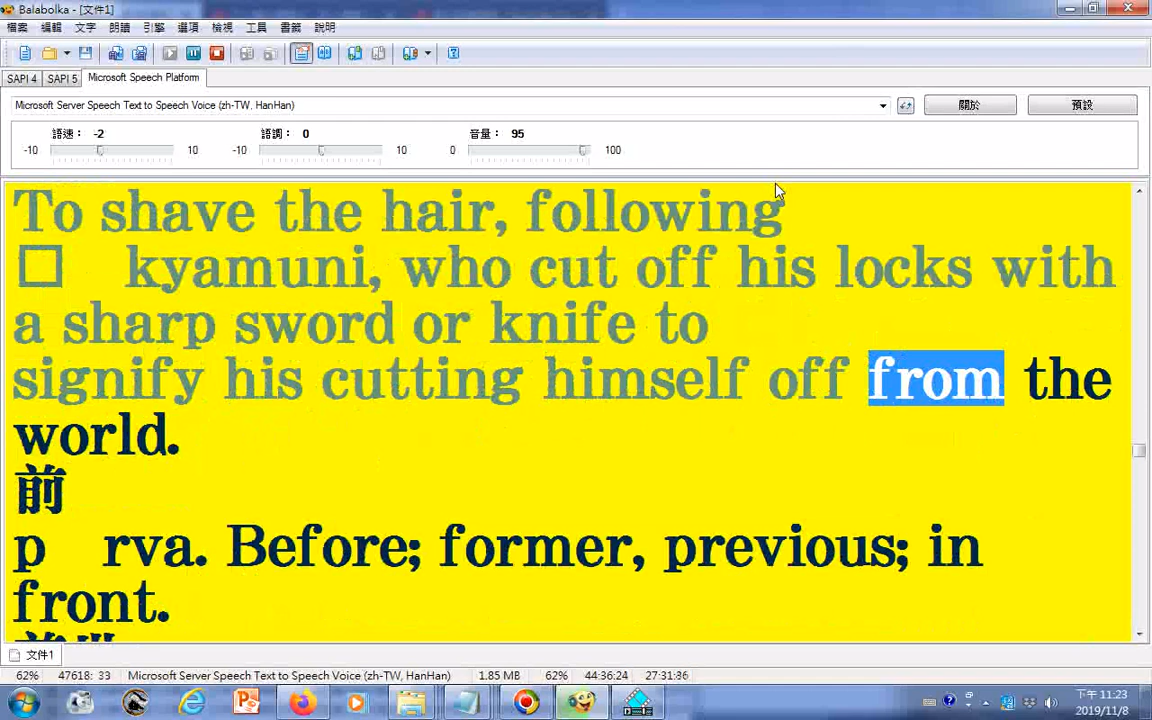 Balabolka - [文件1]
檔案 編輯 文字 朗讀 引擎 選項 檢視 工具 書籤 說明
SAPI 4 SAPI 5 Microsoft Speech Platform
Microsoft Server Speech Text to Speech Voice (zh-TW, HanHan)
關於 預設
語速： -2 語調： 0 音量： 95
-10 10 -10 10 0 100
To shave the hair, following
□ kyamuni, who cut off his locks with
a sharp sword or knife to
signify his cutting himself off from the
world.
前
p rva. Before; former, previous; in
front.
文件1
62% 47618: 33 Microsoft Server Speech Text to Speech Voice (zh-TW, HanHan) 1.85 MB 62% 44:36:24 27:31:36
下午 11:23
2019/11/8